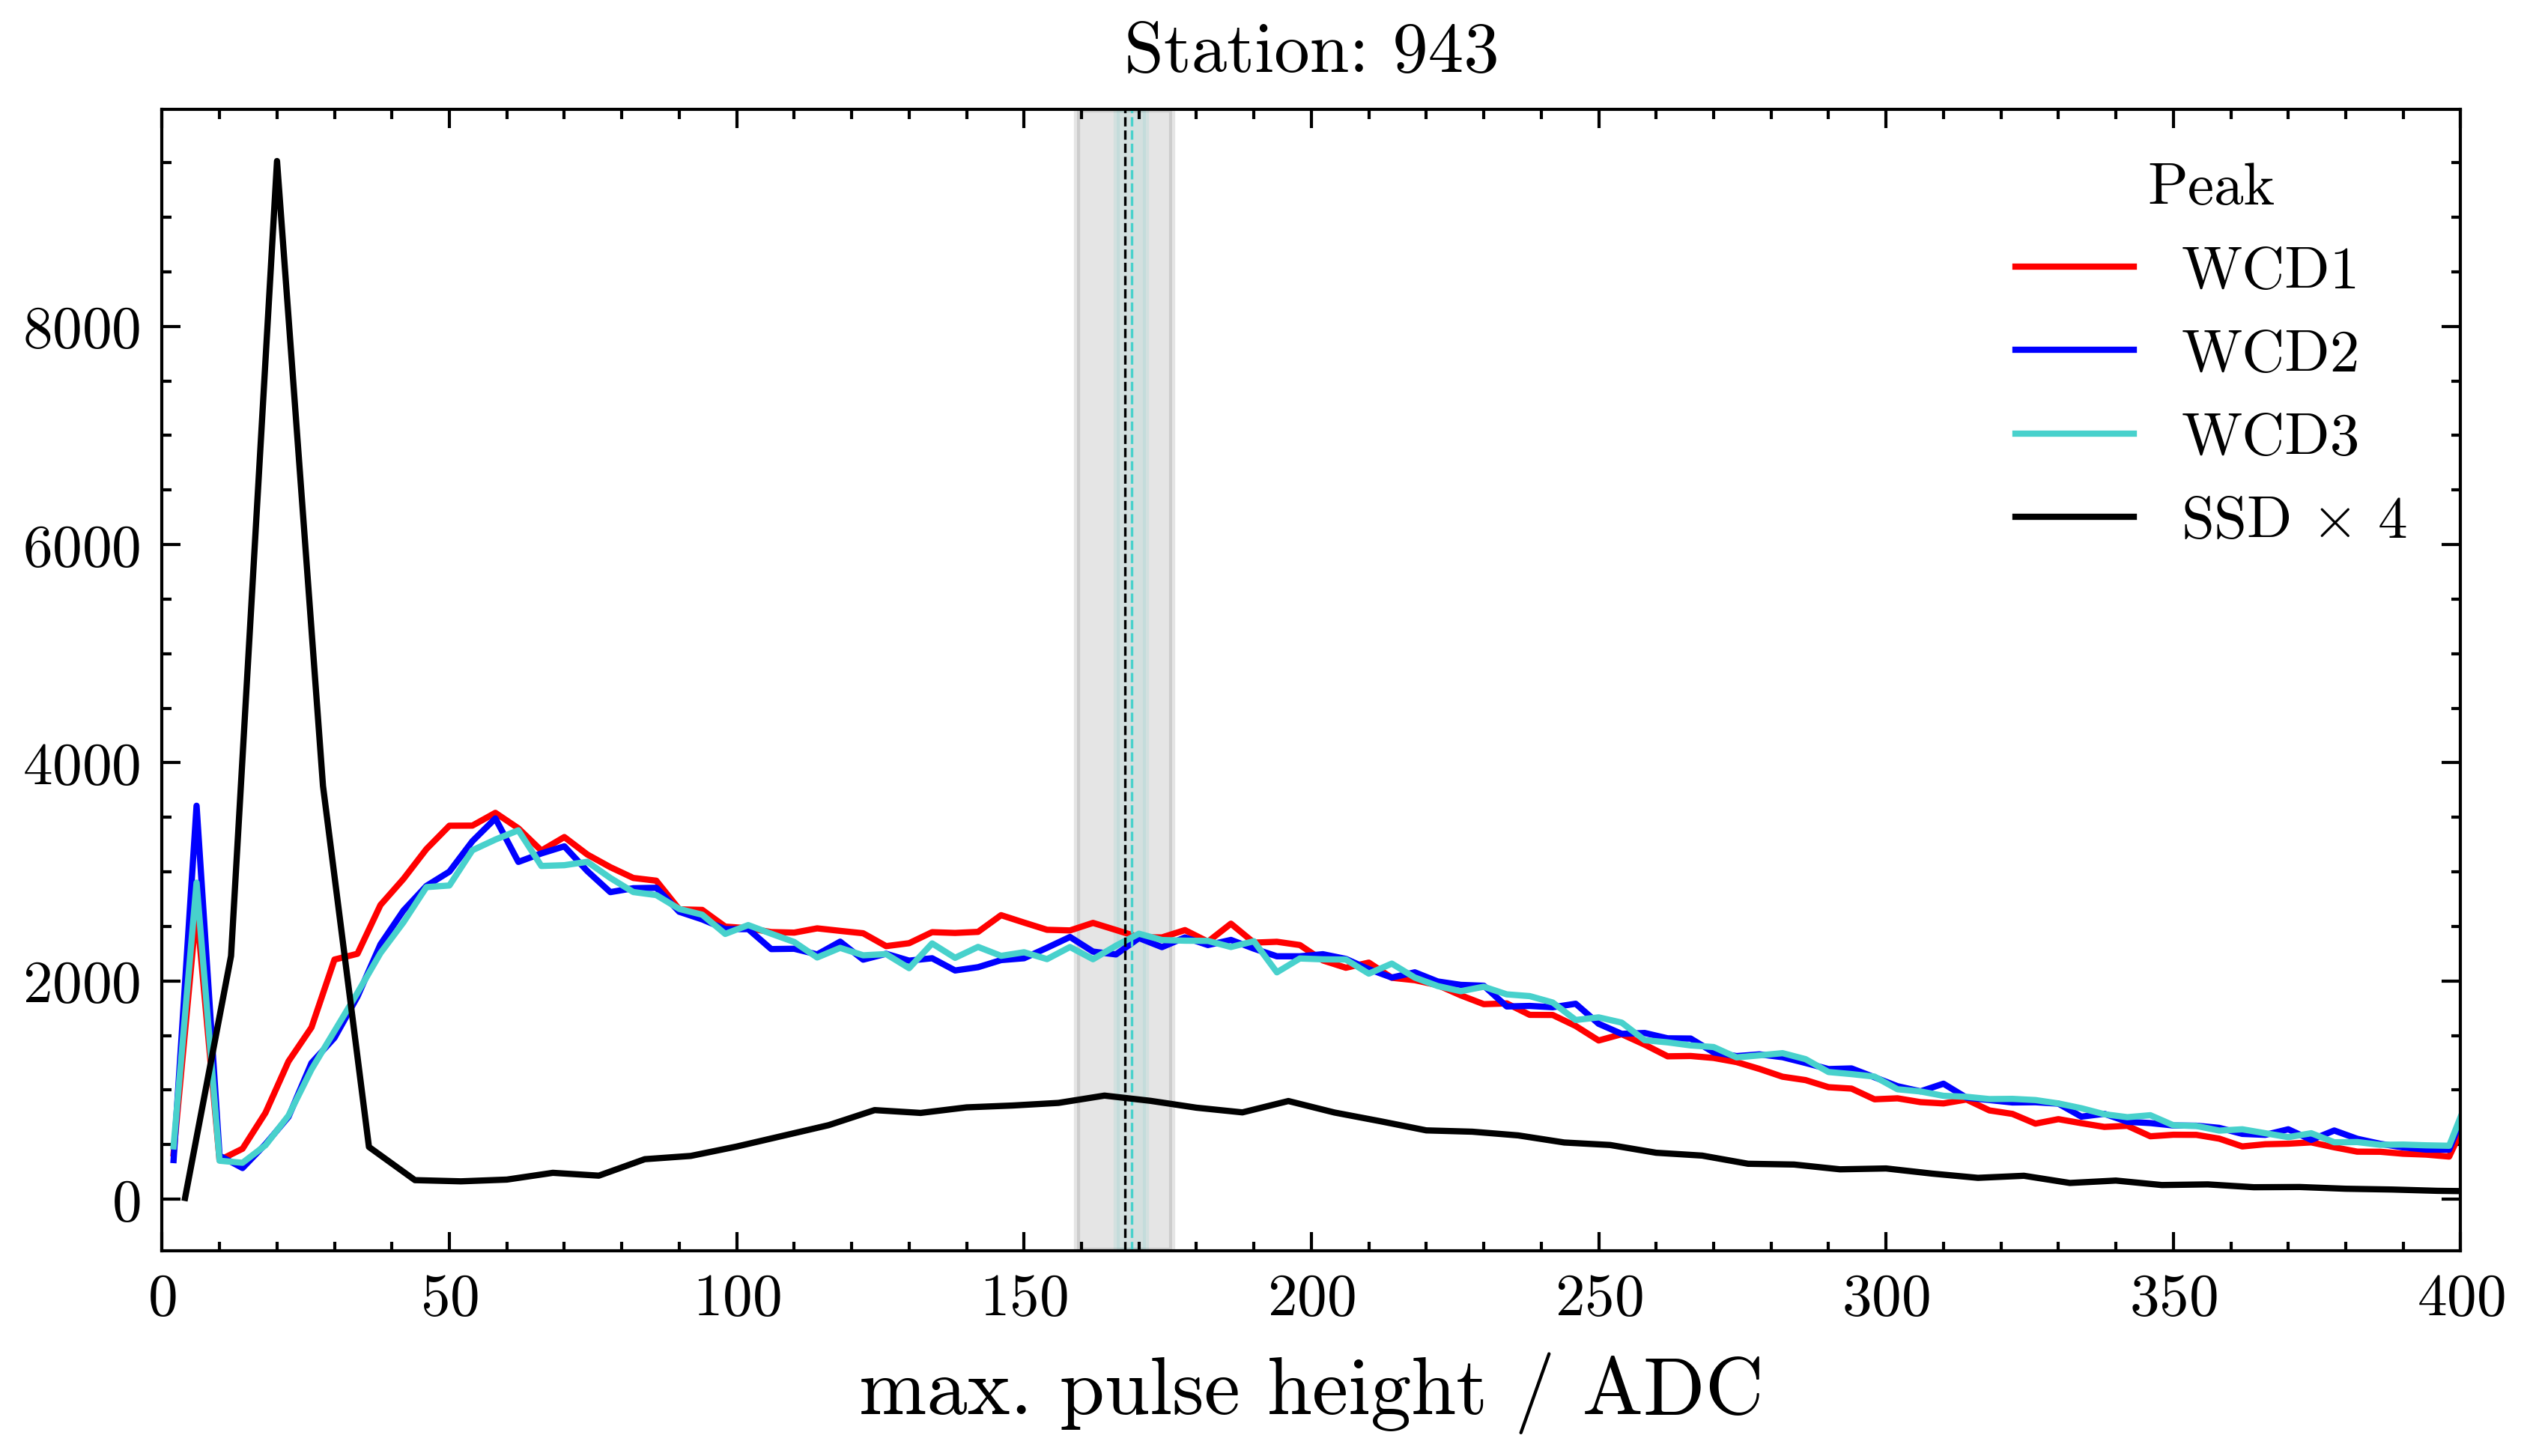 Station: 943
Peak
WCD1
WCD2
WCD3
SSD × 4
8000
6000
4000
2000
0
0 50 100 150 200 250 300 350 400
max. pulse height / ADC